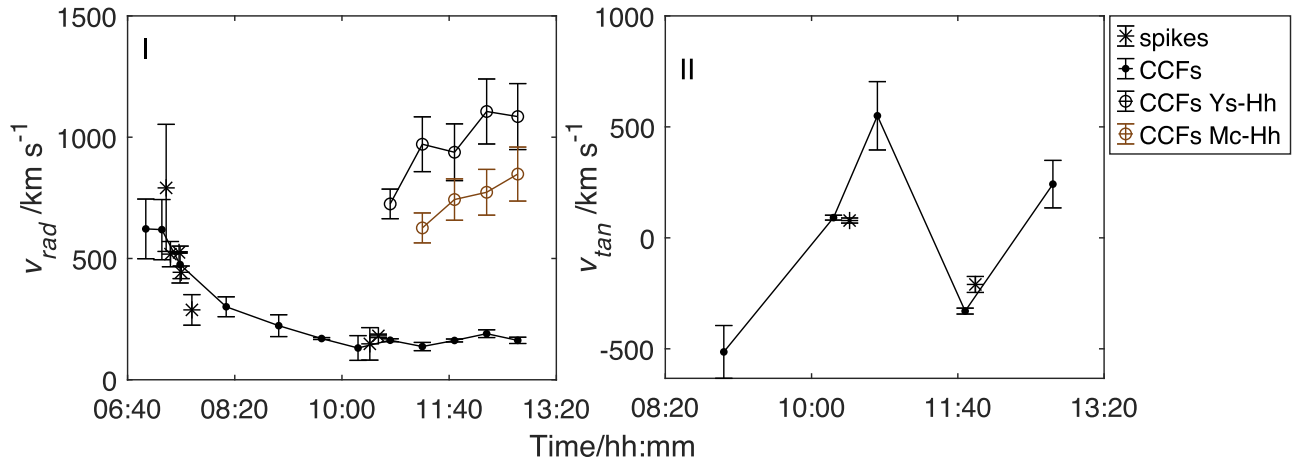 I
1500
1000
500
0
v_rad /km s^-1
06:40 08:20 10:00 11:40 13:20
II
1000
500
0
-500
v_tan /km s^-1
08:20 10:00 11:40 13:20
Time/hh:mm
spikes
CCFs
CCFs Ys-Hh
CCFs Mc-Hh